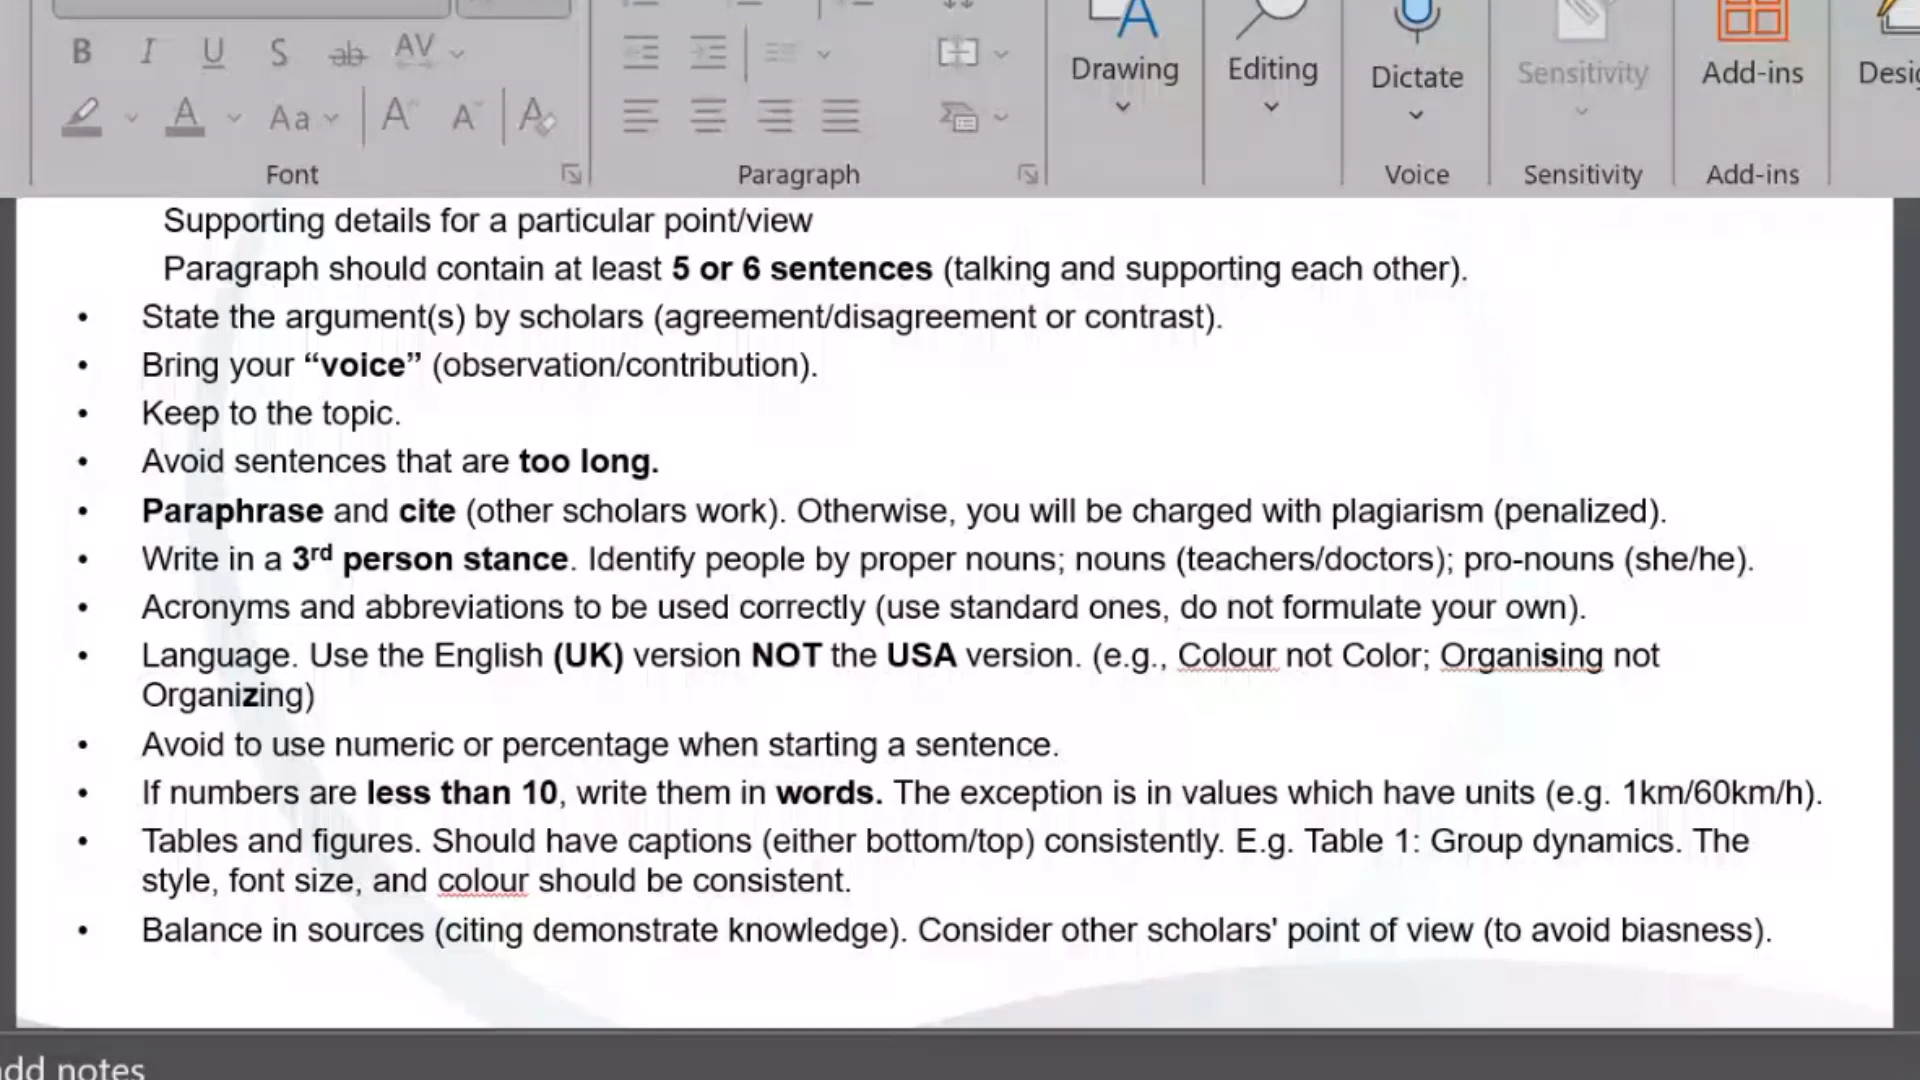 B I U S ab AV
A Aa A A A
Drawing
Editing
Dictate
Sensitivity
Add-ins
Font
Paragraph
Voice
Sensitivity
Add-ins
Supporting details for a particular point/view
Paragraph should contain at least 5 or 6 sentences (talking and supporting each other).
• State the argument(s) by scholars (agreement/disagreement or contrast).
• Bring your “voice” (observation/contribution).
• Keep to the topic.
• Avoid sentences that are too long.
• Paraphrase and cite (other scholars work). Otherwise, you will be charged with plagiarism (penalized).
• Write in a 3rd person stance. Identify people by proper nouns; nouns (teachers/doctors); pro-nouns (she/he).
• Acronyms and abbreviations to be used correctly (use standard ones, do not formulate your own).
• Language. Use the English (UK) version NOT the USA version. (e.g., Colour not Color; Organising not
Organizing)
• Avoid to use numeric or percentage when starting a sentence.
• If numbers are less than 10, write them in words. The exception is in values which have units (e.g. 1km/60km/h).
• Tables and figures. Should have captions (either bottom/top) consistently. E.g. Table 1: Group dynamics. The
style, font size, and colour should be consistent.
• Balance in sources (citing demonstrate knowledge). Consider other scholars' point of view (to avoid biasness).
add notes